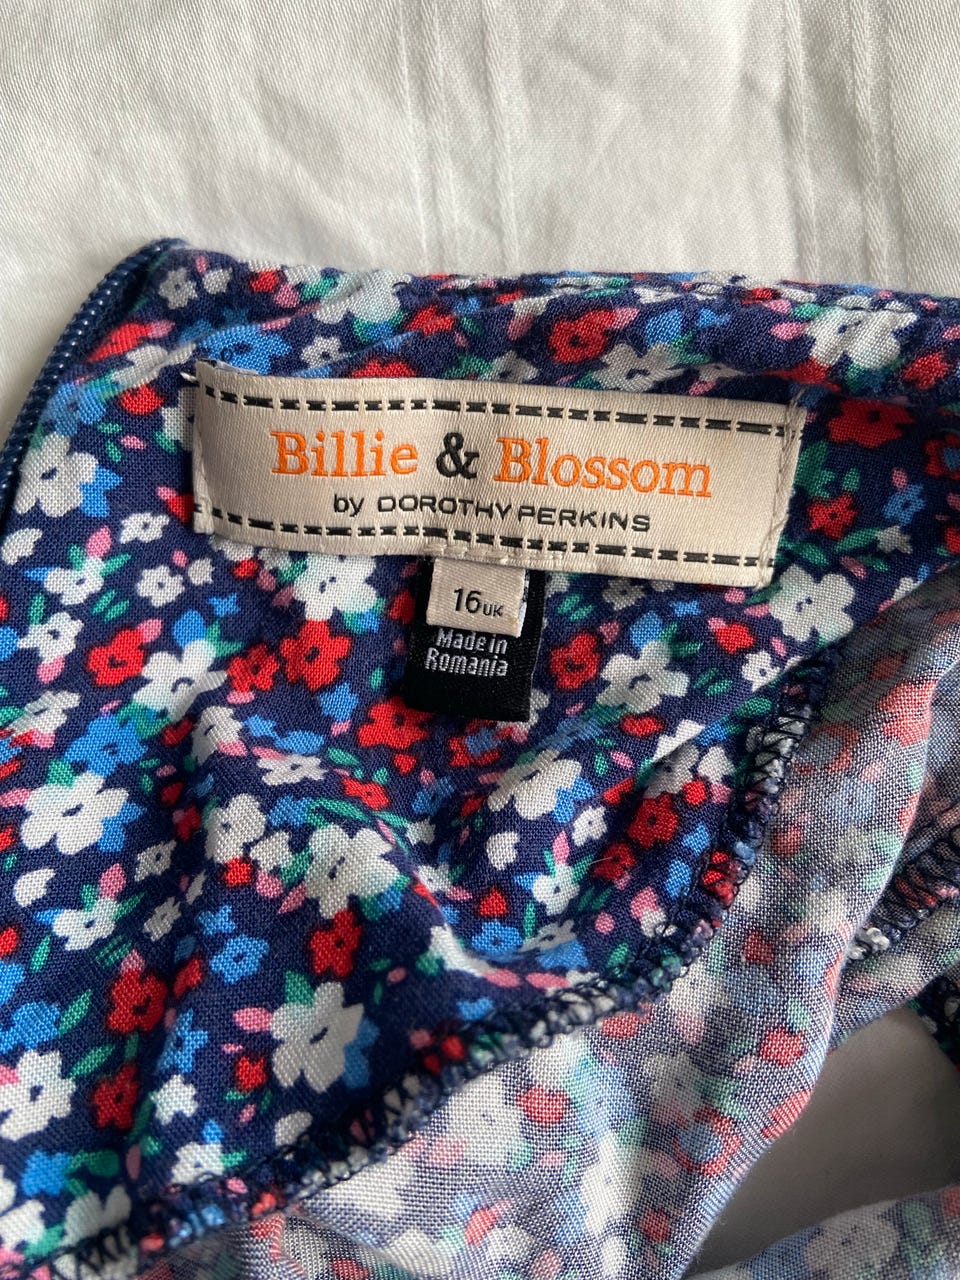 Billie & Blossom
by DOROTHY PERKINS
16UK
Made in
Romania